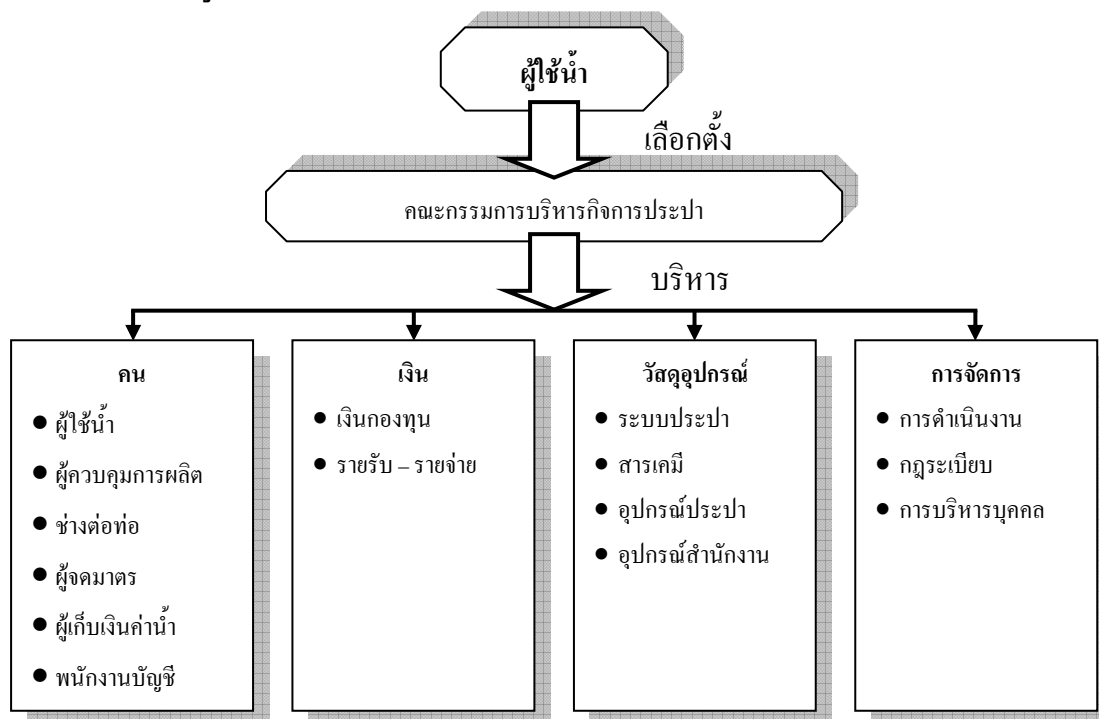 ผู้ใช้น้ำ
เลือกตั้ง
คณะกรรมการบริหารกิจการประปา
บริหาร
คน
● ผู้ใช้น้ำ
● ผู้ควบคุมการผลิต
● ช่างต่อท่อ
● ผู้จดมาตร
● ผู้เก็บเงินค่าน้ำ
● พนักงานบัญชี
เงิน
● เงินกองทุน
● รายรับ – รายจ่าย
วัสดุอุปกรณ์
● ระบบประปา
● สารเคมี
● อุปกรณ์ประปา
● อุปกรณ์สำนักงาน
การจัดการ
● การดำเนินงาน
● กฎระเบียบ
● การบริหารบุคคล